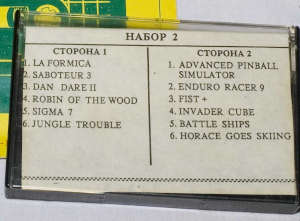 НАБОР 2
СТОРОНА 1
1. LA FORMICA
2. SABOTEUR 3
3. DAN DARE II
4. ROBIN OF THE WOOD
5. SIGMA 7
6. JUNGLE TROUBLE
СТОРОНА 2
1. ADVANCED PINBALL
SIMULATOR
2. ENDURO RACER 9
3. FIST +
4. INVADER CUBE
5. BATTLE SHIPS
6. HORACE GOES SKIING